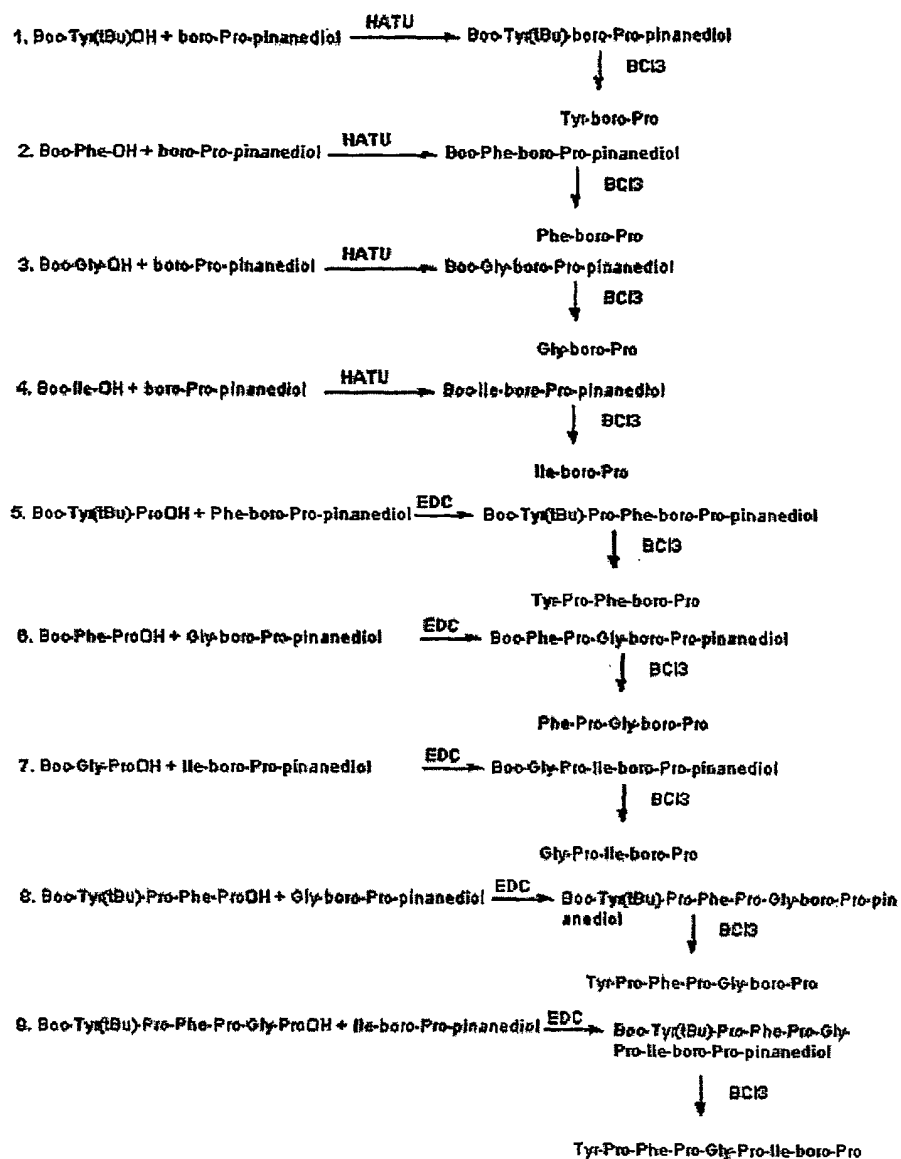 HATU
1. Boc-Tyr(tBu)OH + boro-Pro-pinanediol Boc-Tyr(tBu)-boro-Pro-pinanediol
BCl3
Tyr-boro-Pro
2. Boc-Phe-OH + boro-Pro-pinanediol HATU Boc-Phe-boro-Pro-pinanediol
BCl3
Phe-boro-Pro
3. Boc-Gly-OH + boro-Pro-pinanediol HATU Boc-Gly-boro-Pro-pinanediol
BCl3
Gly-boro-Pro
4. Boc-Ile-OH + boro-Pro-pinanediol HATU Boc-Ile-boro-Pro-pinanediol
BCl3
Ile-boro-Pro
5. Boc-Tyr(tBu)-ProOH + Phe-boro-Pro-pinanediol EDC Boc-Tyr(tBu)-Pro-Phe-boro-Pro-pinanediol
BCl3
Tyr-Pro-Phe-boro-Pro
6. Boc-Phe-ProOH + Gly-boro-Pro-pinanediol EDC Boc-Phe-Pro-Gly-boro-Pro-pinanediol
BCl3
Phe-Pro-Gly-boro-Pro
7. Boc-Gly-ProOH + Ile-boro-Pro-pinanediol EDC Boc-Gly-Pro-Ile-boro-Pro-pinanediol
BCl3
Gly-Pro-Ile-boro-Pro
8. Boc-Tyr(tBu)-Pro-Phe-ProOH + Gly-boro-Pro-pinanediol EDC Boc-Tyr(tBu)-Pro-Phe-Pro-Gly-boro-Pro-pin
anediol
BCl3
Tyr-Pro-Phe-Pro-Gly-boro-Pro
9. Boc-Tyr(tBu)-Pro-Phe-Pro-Gly-ProOH + Ile-boro-Pro-pinanediol EDC Boc-Tyr(tBu)-Pro-Phe-Pro-Gly-
Pro-Ile-boro-Pro-pinanediol
BCl3
Tyr-Pro-Phe-Pro-Gly-Pro-Ile-boro-Pro